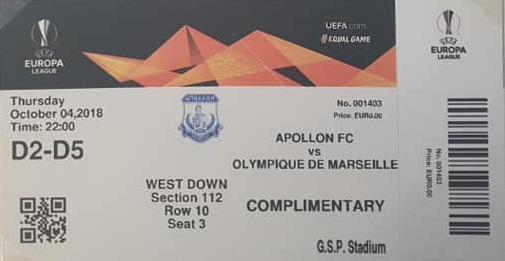 UEFA
EUROPA
LEAGUE
UEFA.com
#EQUAL GAME
UEFA
EUROPA
LEAGUE
Thursday
October 04,2018
Time: 22:00
D2-D5
No. 001403
Price: EUR0.00
APOLLON FC
vs
OLYMPIQUE DE MARSEILLE
WEST DOWN
Section 112
Row 10
Seat 3
COMPLIMENTARY
G.S.P. Stadium
No. 001403
Price: EUR0.00